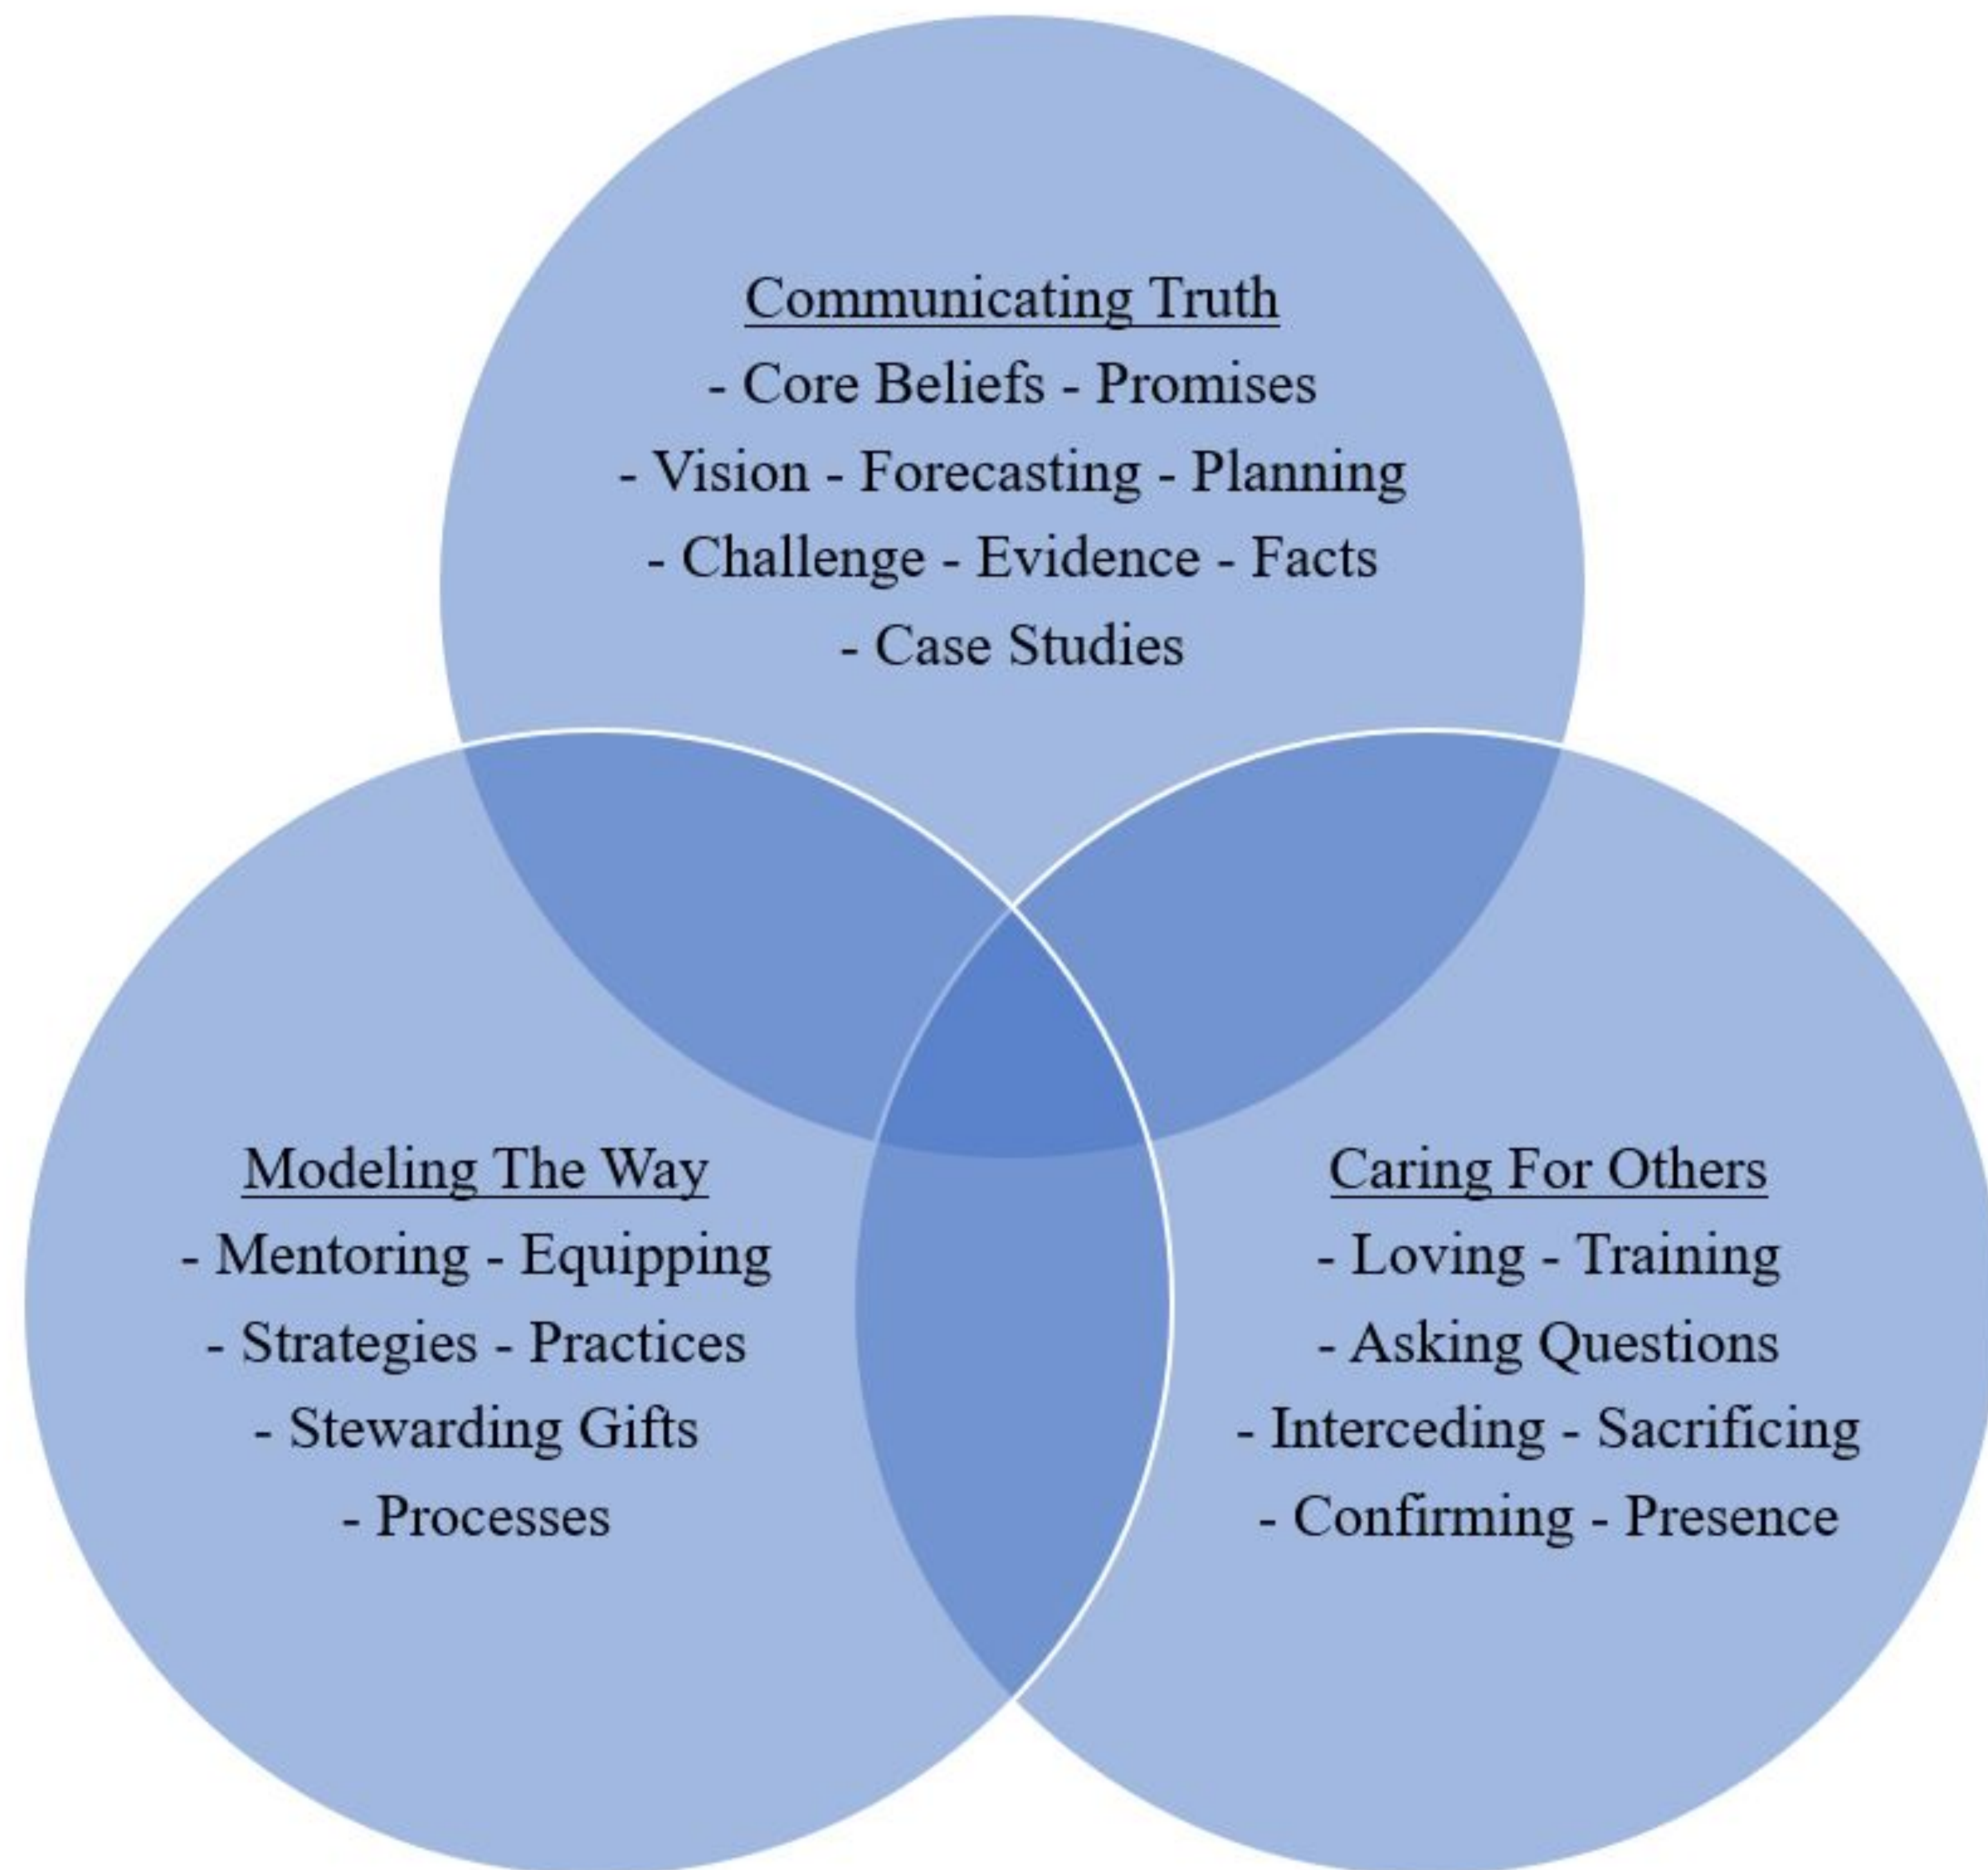 Communicating Truth
- Core Beliefs - Promises
- Vision - Forecasting - Planning
- Challenge - Evidence - Facts
- Case Studies
Modeling The Way
- Mentoring - Equipping
- Strategies - Practices
- Stewarding Gifts
- Processes
Caring For Others
- Loving - Training
- Asking Questions
- Interceding - Sacrificing
- Confirming - Presence